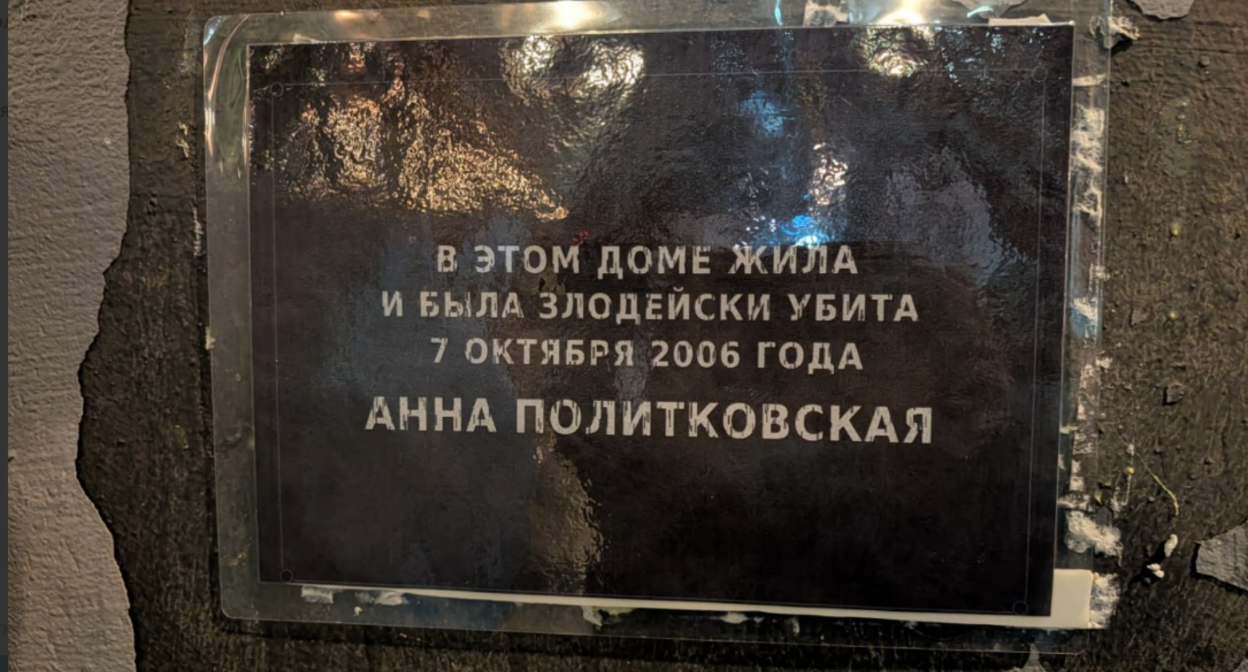 В ЭТОМ ДОМЕ ЖИЛА
И БЫЛА ЗЛОДЕЙСКИ УБИТА
7 ОКТЯБРЯ 2006 ГОДА
АННА ПОЛИТКОВСКАЯ